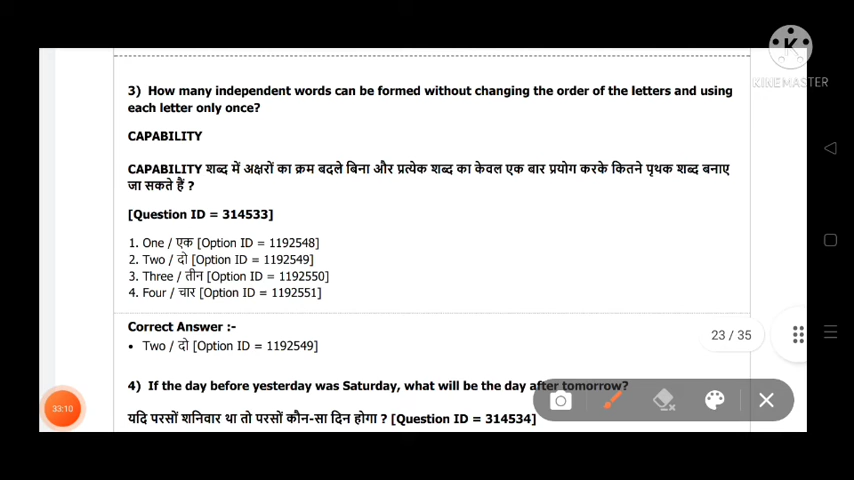 K
KINEMASTER
3) How many independent words can be formed without changing the order of the letters and using
each letter only once?
CAPABILITY
CAPABILITY शब्द में अक्षरों का क्रम बदले बिना और प्रत्येक शब्द का केवल एक बार प्रयोग करके कितने पृथक शब्द बनाए
जा सकते हैं ?
[Question ID = 314533]
1. One / एक [Option ID = 1192548]
2. Two / दो [Option ID = 1192549]
3. Three / तीन [Option ID = 1192550]
4. Four / चार [Option ID = 1192551]
Correct Answer :-
• Two / दो [Option ID = 1192549]
23 / 35
4) If the day before yesterday was Saturday, what will be the day after tomorrow?
यदि परसों शनिवार था तो परसों कौन-सा दिन होगा ? [Question ID = 314534]
33:10